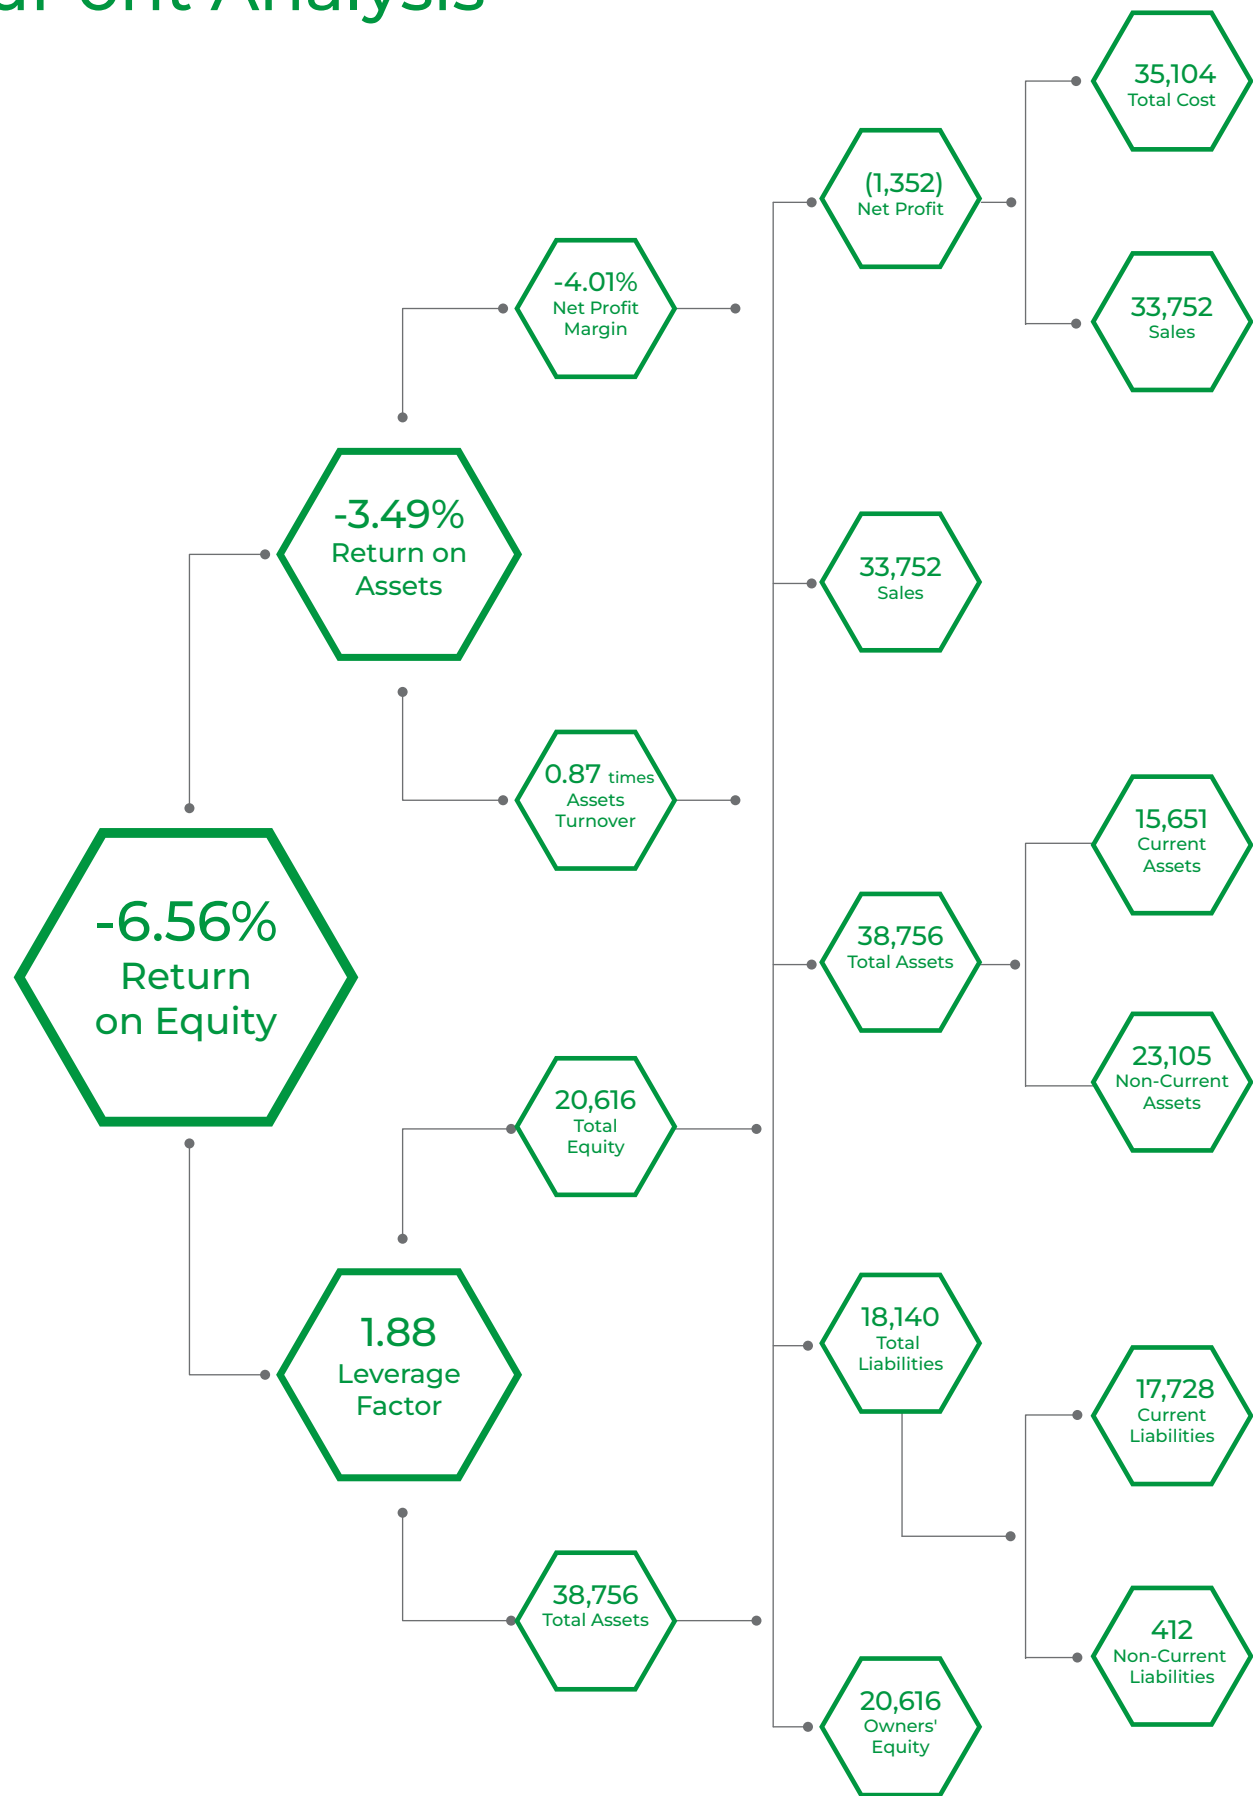 DuPont Analysis
35,104
Total Cost
(1,352)
Net Profit
33,752
Sales
-4.01%
Net Profit
Margin
-3.49%
Return on
Assets
33,752
Sales
0.87 times
Assets
Turnover
15,651
Current
Assets
-6.56%
Return
on Equity
38,756
Total Assets
23,105
Non-Current
Assets
20,616
Total
Equity
1.88
Leverage
Factor
18,140
Total
Liabilities
17,728
Current
Liabilities
38,756
Total Assets
412
Non-Current
Liabilities
20,616
Owners'
Equity